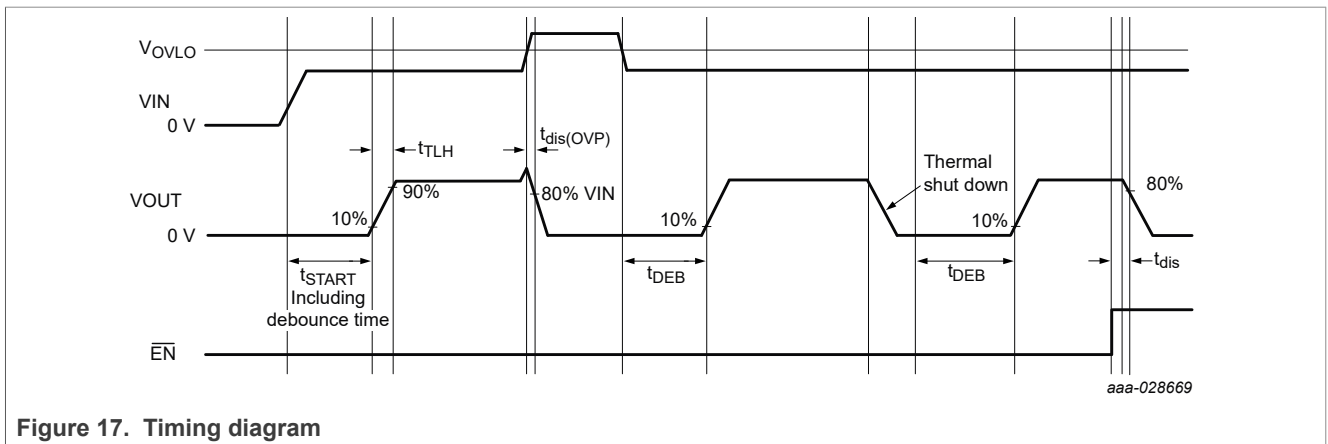 VOVLO
VIN
0 V
tTLH
tdis(OVP)
Thermal
shut down
VOUT
90%
80% VIN
80%
10%
10%
10%
0 V
tSTART
Including
debounce time
tDEB
tDEB
tdis
EN
aaa-028669
Figure 17. Timing diagram